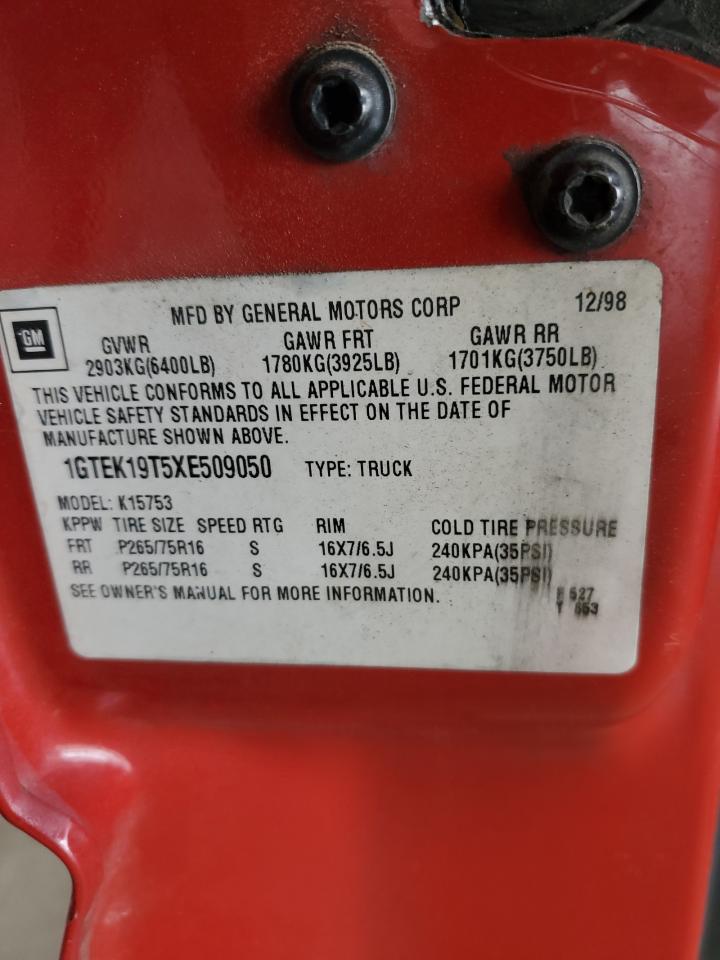 MFD BY GENERAL MOTORS CORP 12/98
GM
GVWR GAWR FRT GAWR RR
2903KG(6400LB) 1780KG(3925LB) 1701KG(3750LB)
THIS VEHICLE CONFORMS TO ALL APPLICABLE U.S. FEDERAL MOTOR
VEHICLE SAFETY STANDARDS IN EFFECT ON THE DATE OF
MANUFACTURE SHOWN ABOVE.
1GTEK19T5XE509050 TYPE: TRUCK
MODEL: K15753
KPPW TIRE SIZE SPEED RTG RIM COLD TIRE PRESSURE
FRT P265/75R16 S 16X7/6.5J 240KPA(35PSI)
RR P265/75R16 S 16X7/6.5J 240KPA(35PSI)
SEE OWNER'S MANUAL FOR MORE INFORMATION.
527
T